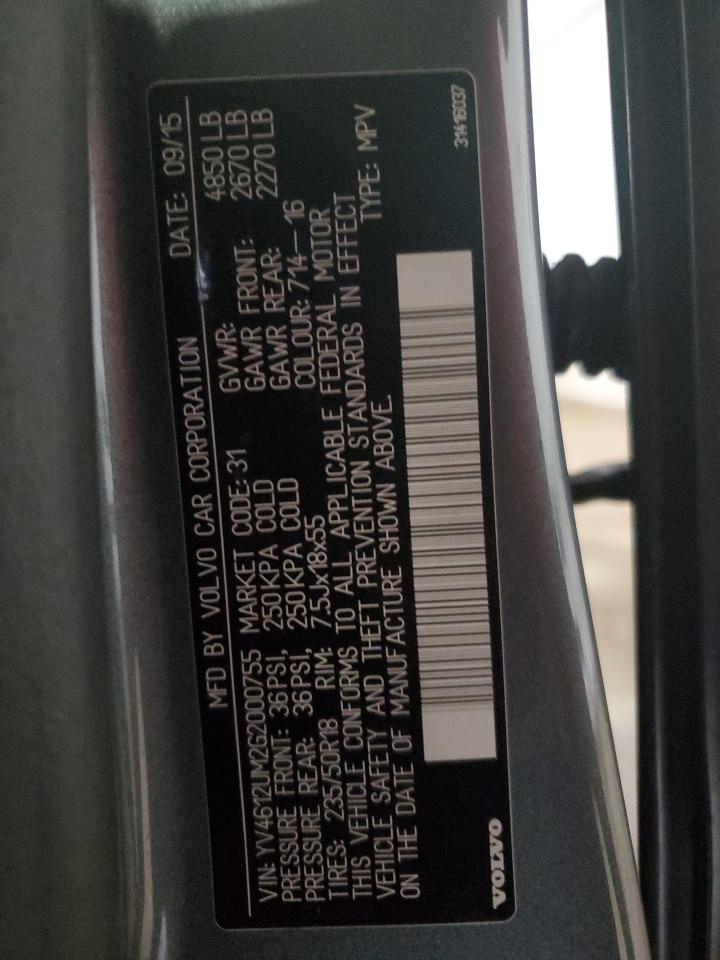 MFD BY VOLVO CAR CORPORATION DATE: 09/15
VIN: YV4612UM2G2000755 MARKET CODE: 31 GVWR: 4850 LB
PRESSURE FRONT: 36 PSI, 250 KPA COLD GAWR FRONT: 2670 LB
PRESSURE REAR: 36 PSI, 250 KPA COLD GAWR REAR: 2270 LB
TIRES: 235/50R18 RIM: 7.5Jx18x55 COLOUR: 714--16
THIS VEHICLE CONFORMS TO ALL APPLICABLE FEDERAL MOTOR
VEHICLE SAFETY AND THEFT PREVENTION STANDARDS IN EFFECT
ON THE DATE OF MANUFACTURE SHOWN ABOVE. TYPE: MPV
VOLVO 31416037